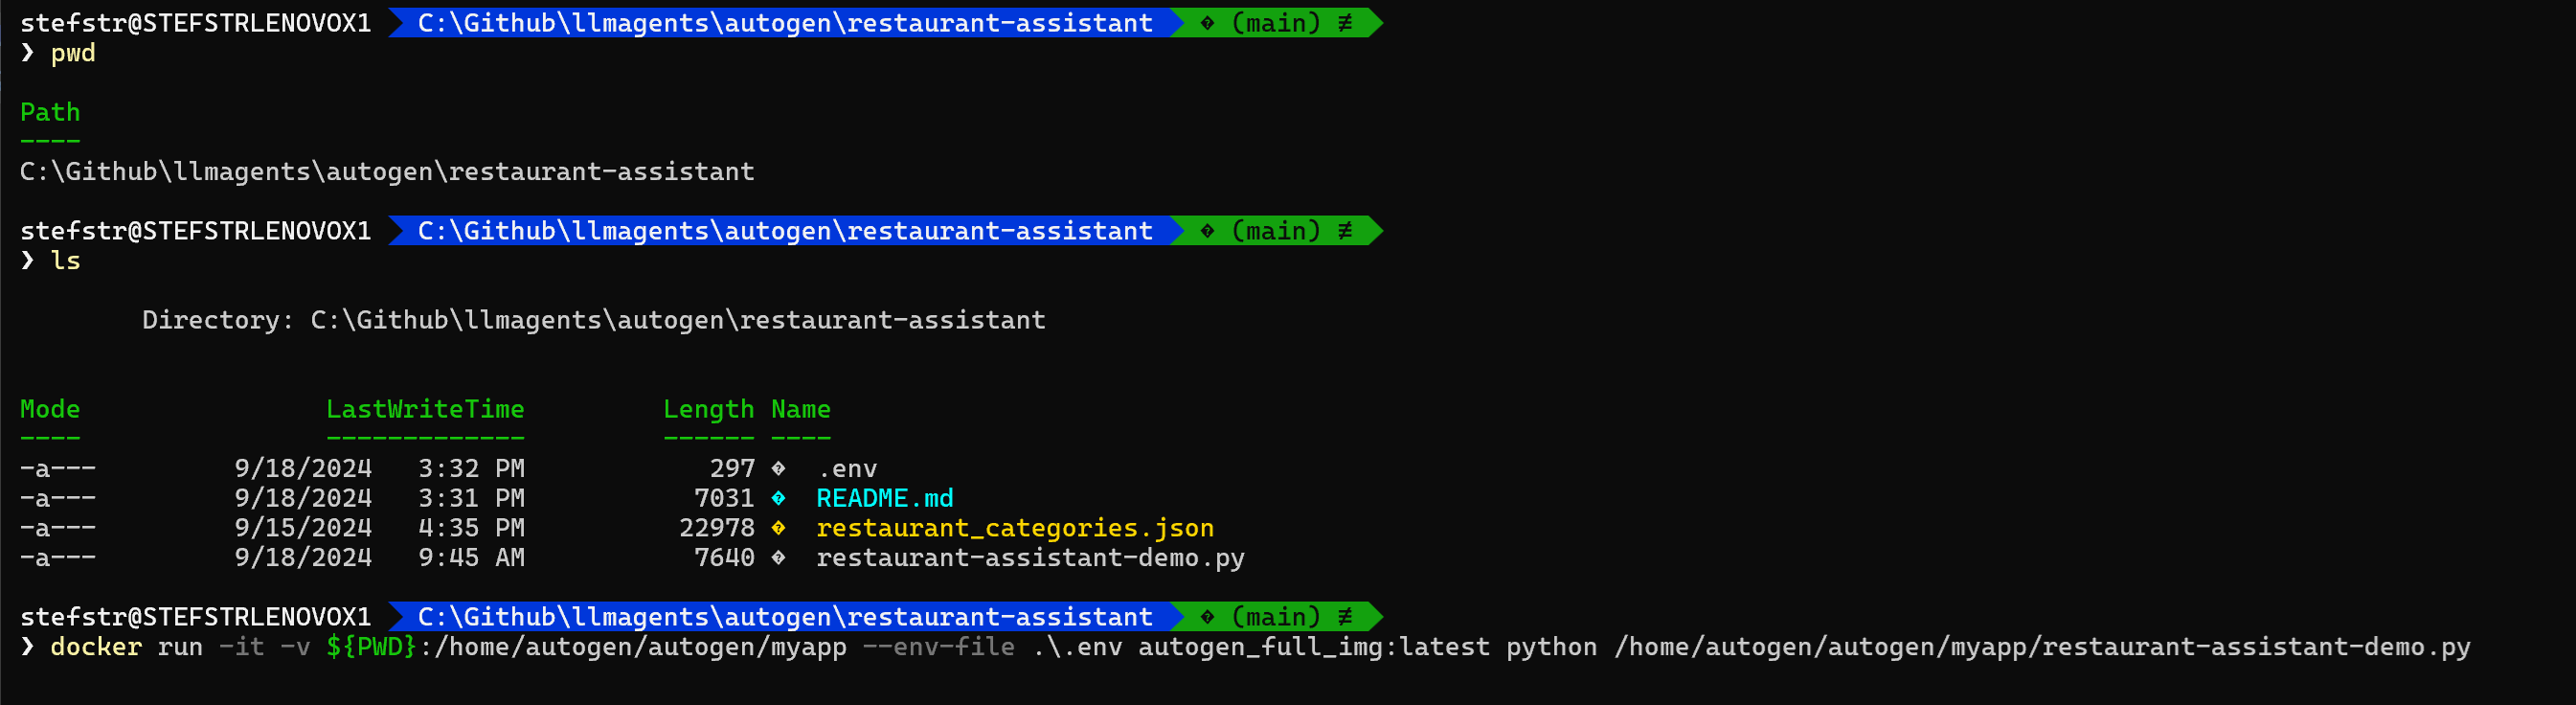 stefstr@STEFSTRLENOVOX1 C:\Github\llmagents\autogen\restaurant-assistant � (main) ≢
❯ pwd
Path
----
C:\Github\llmagents\autogen\restaurant-assistant
stefstr@STEFSTRLENOVOX1 C:\Github\llmagents\autogen\restaurant-assistant � (main) ≢
❯ ls
Directory: C:\Github\llmagents\autogen\restaurant-assistant
Mode LastWriteTime Length Name
---- ------------- ------ ----
-a--- 9/18/2024 3:32 PM 297 � .env
-a--- 9/18/2024 3:31 PM 7031 � README.md
-a--- 9/15/2024 4:35 PM 22978 � restaurant_categories.json
-a--- 9/18/2024 9:45 AM 7640 � restaurant-assistant-demo.py
stefstr@STEFSTRLENOVOX1 C:\Github\llmagents\autogen\restaurant-assistant � (main) ≢
❯ docker run -it -v ${PWD}:/home/autogen/autogen/myapp --env-file .\.env autogen_full_img:latest python /home/autogen/autogen/myapp/restaurant-assistant-demo.py